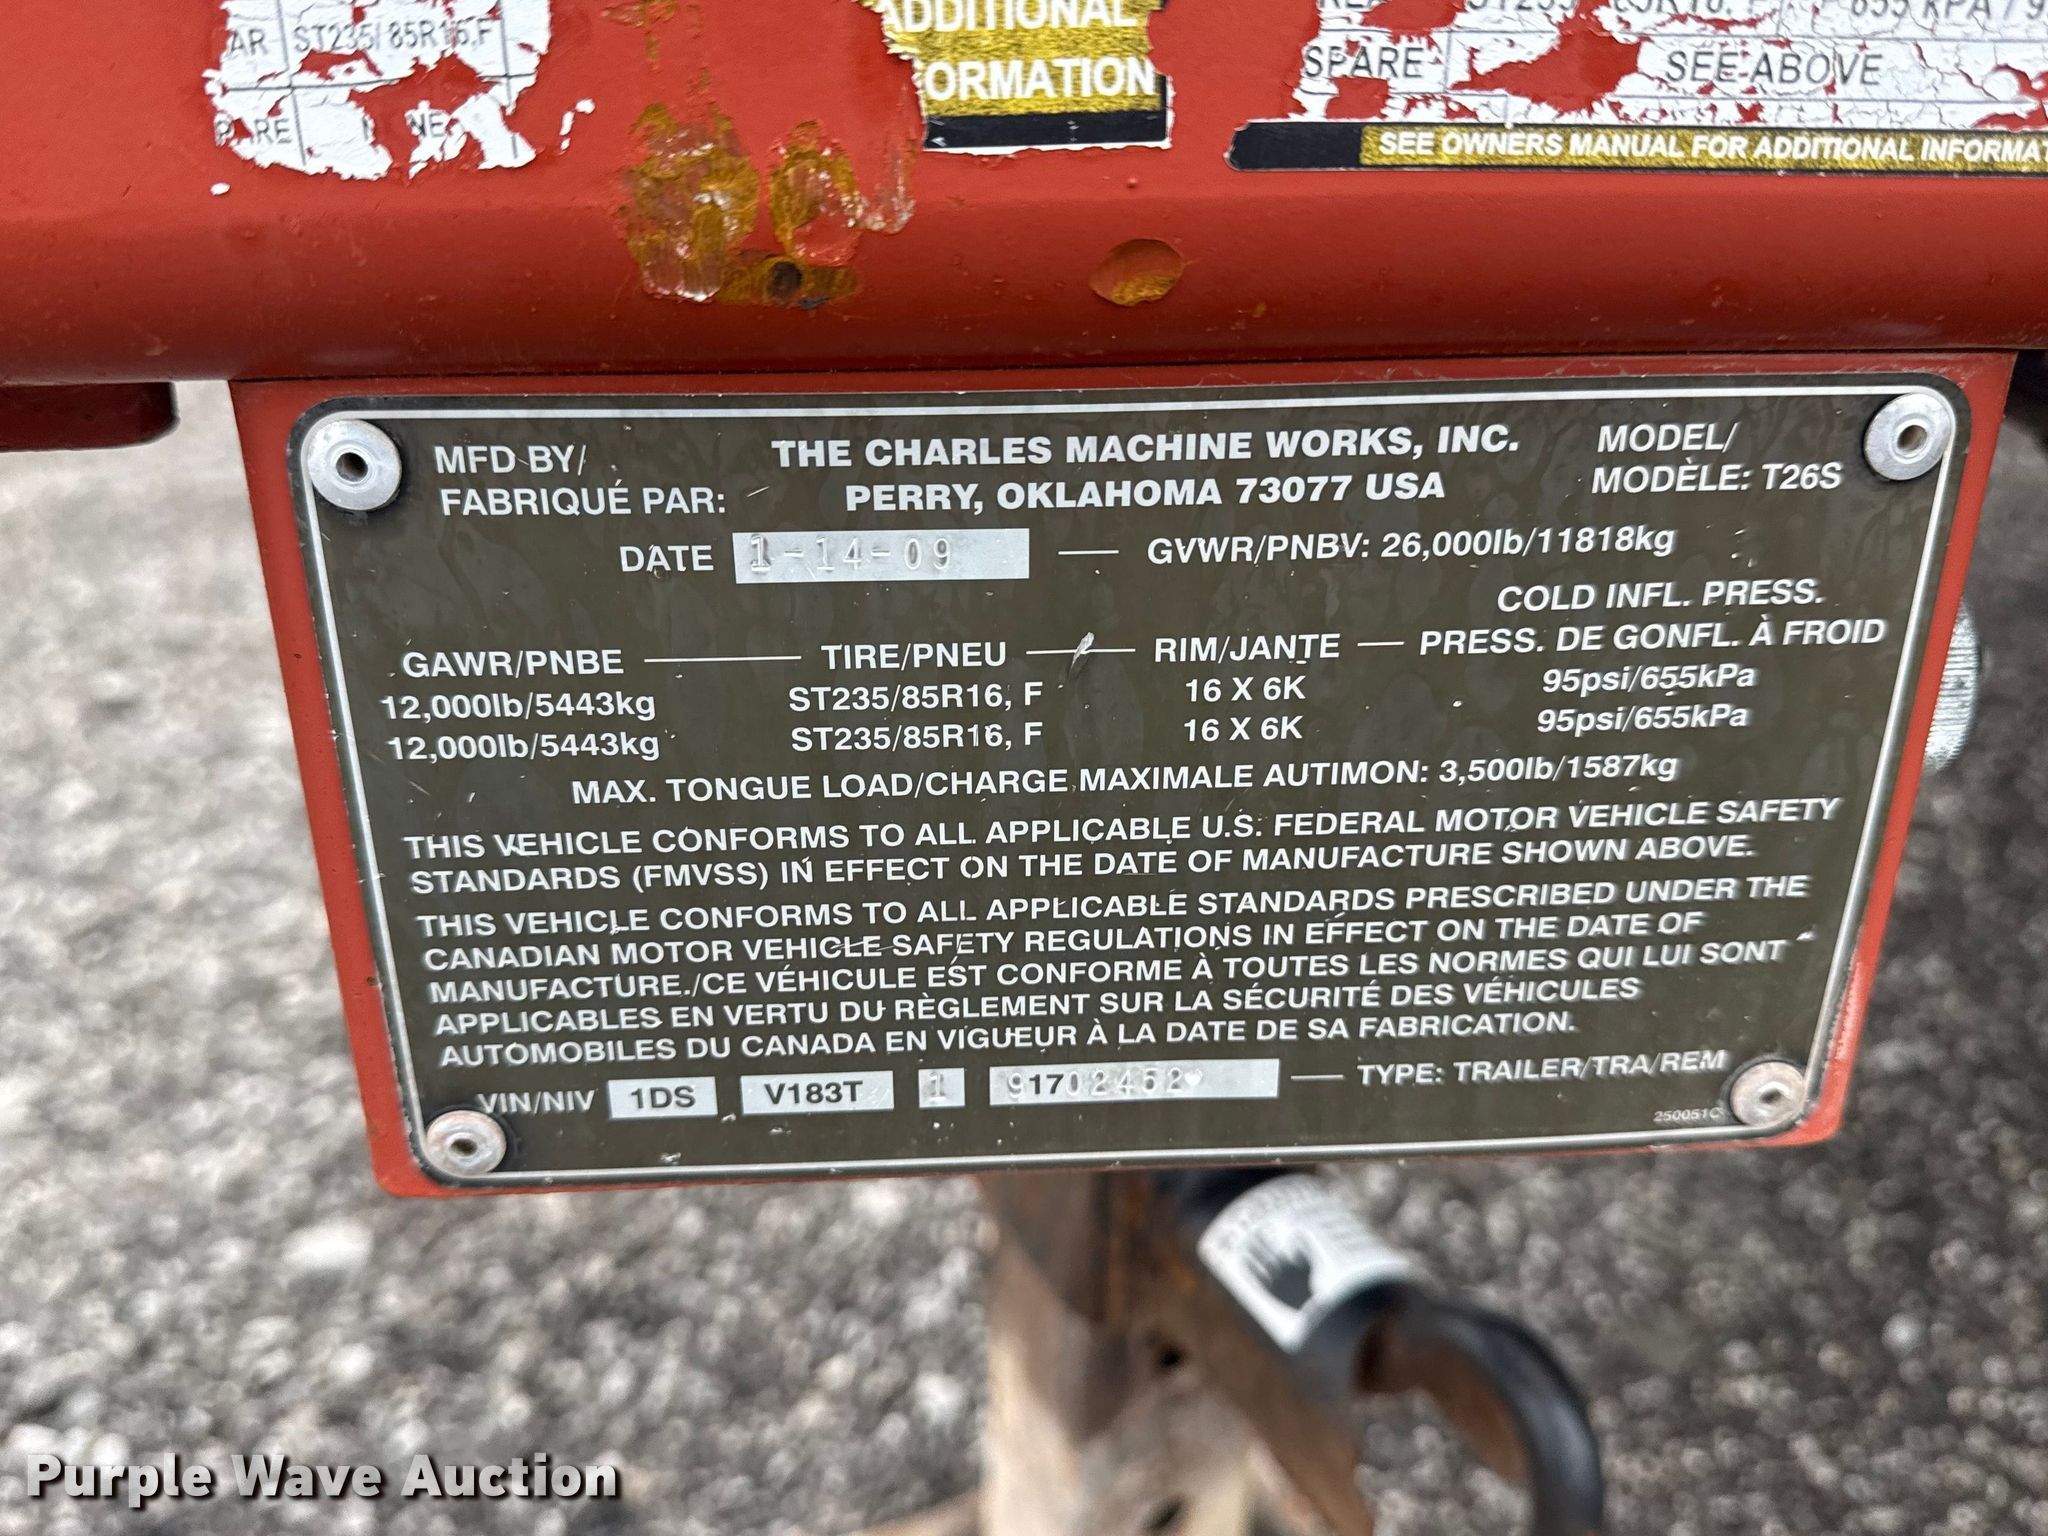 AR ST235/85R16,F
ADDITIONAL
SPARE SEE ABOVE
ORMATION
SEE OWNERS MANUAL FOR ADDITIONAL INFORMAT
MFD BY/ THE CHARLES MACHINE WORKS, INC. MODEL/
FABRIQUÉ PAR: PERRY, OKLAHOMA 73077 USA MODÈLE: T26S
DATE 1-14-09 GVWR/PNBV: 26,000lb/11818kg
COLD INFL. PRESS.
GAWR/PNBE TIRE/PNEU RIM/JANTE PRESS. DE GONFL. À FROID
12,000lb/5443kg ST235/85R16, F 16 X 6K 95psi/655kPa
12,000lb/5443kg ST235/85R16, F 16 X 6K 95psi/655kPa
MAX. TONGUE LOAD/CHARGE MAXIMALE AUTIMON: 3,500lb/1587kg
THIS VEHICLE CONFORMS TO ALL APPLICABLE U.S. FEDERAL MOTOR VEHICLE SAFETY
STANDARDS (FMVSS) IN EFFECT ON THE DATE OF MANUFACTURE SHOWN ABOVE.
THIS VEHICLE CONFORMS TO ALL APPLICABLE STANDARDS PRESCRIBED UNDER THE
CANADIAN MOTOR VEHICLE SAFETY REGULATIONS IN EFFECT ON THE DATE OF
MANUFACTURE./CE VÉHICULE EST CONFORME À TOUTES LES NORMES QUI LUI SONT
APPLICABLES EN VERTU DU RÈGLEMENT SUR LA SÉCURITÉ DES VÉHICULES
AUTOMOBILES DU CANADA EN VIGUEUR À LA DATE DE SA FABRICATION.
VIN/NIV 1DS V183T 1 91702452 TYPE: TRAILER/TRA/REM
250051C
Purple Wave Auction